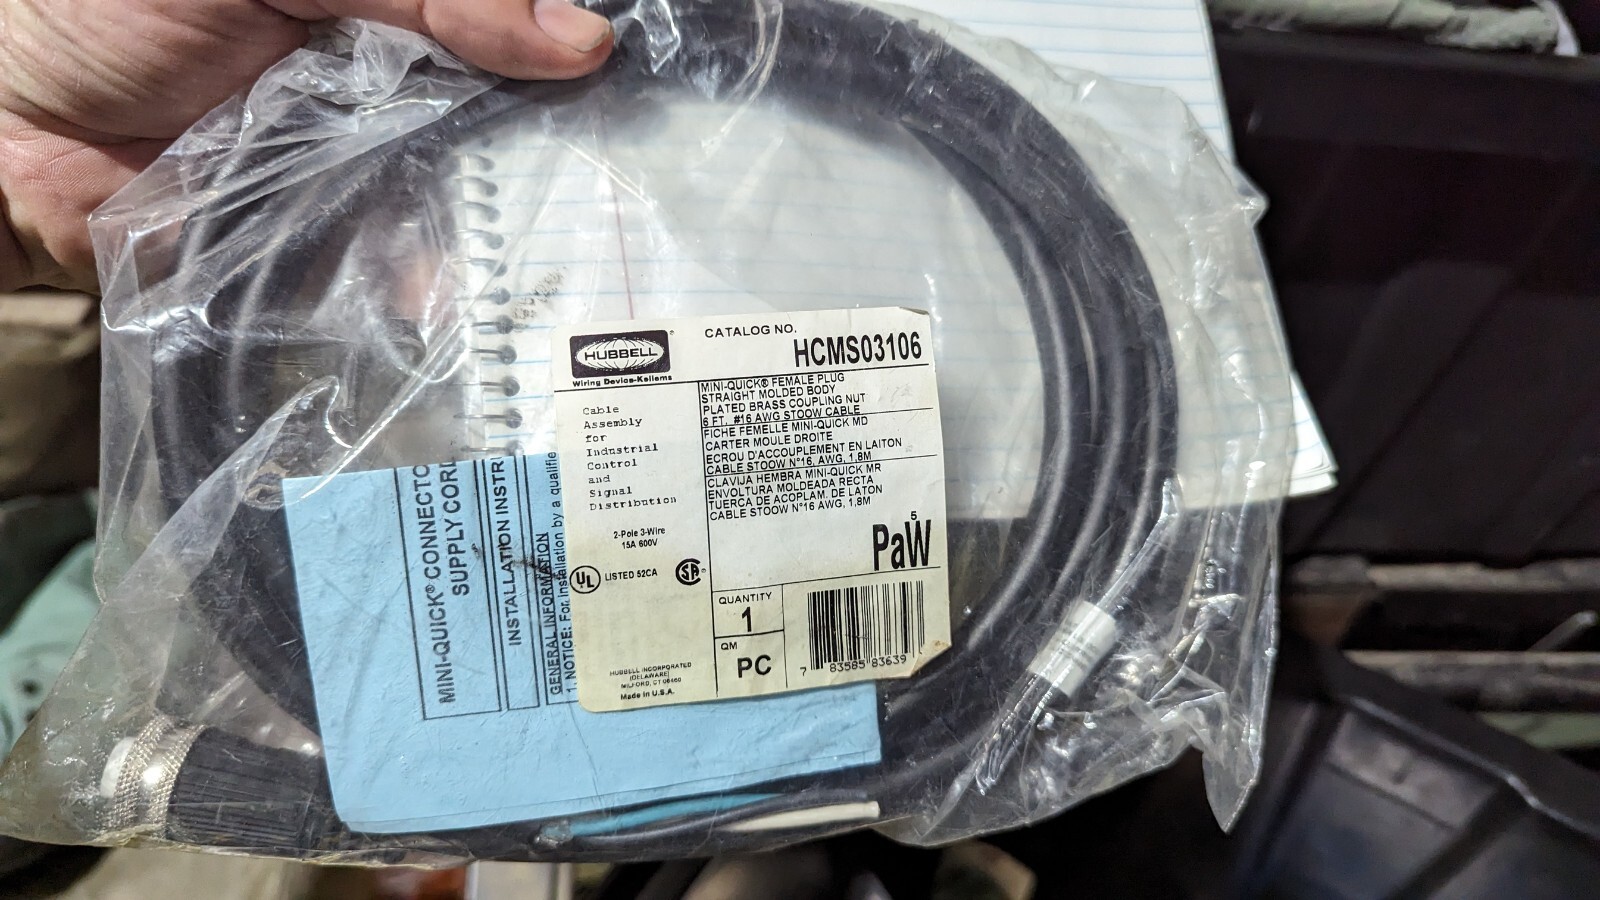 HUBBELL
®
Wiring Device-Kellems
CATALOG NO.
HCMS03106
Cable
Assembly
for
Industrial
Control
and
Signal
Distribution
2-Pole 3-Wire
15A 600V
UL LISTED 52CA
SA®
HUBBELL INCORPORATED
(DELAWARE)
MILFORD, CT 06460
Made in U.S.A.
MINI-QUICK® FEMALE PLUG
STRAIGHT MOLDED BODY
PLATED BRASS COUPLING NUT
6 FT. #16 AWG STOOW CABLE
FICHE FEMELLE MINI-QUICK MD
CARTER MOULE DROITE
ECROU D'ACCOUPLEMENT EN LAITON
CABLE STOOW N°16, AWG, 1,8M
CLAVIJA HEMBRA MINI-QUICK MR
ENVOLTURA MOLDEADA RECTA
TUERCA DE ACOPLAM. DE LATON
CABLE STOOW N°16 AWG, 1,8M
5
PaW
QUANTITY
1
QM
PC
7 83585 83639
MINI-QUICK® CONNECTO
SUPPLY CORD
INSTALLATION INSTR
GENERAL INFORMATION
1. NOTICE: For installation by a qualifie